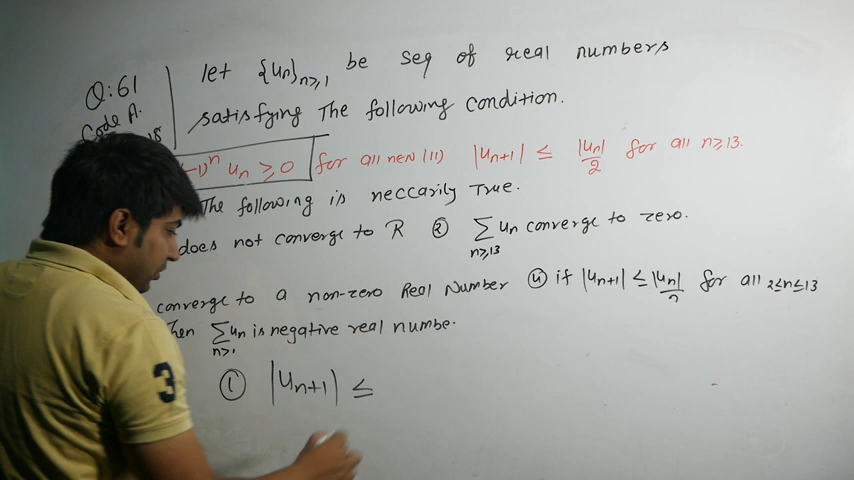 Q:61
Code A.
let {un}n≥1 be seq of real numbers
satisfying The following condition.
-1)ⁿ un ≥ 0 for all n∈N (11) |un+1| ≤ |un|/2 for all n≥13.
The following is neccarily True.
does not converge to R ② ∑n≥13 un converge to zero.
converge to a non-zero Real Number ④ if |un+1| ≤ |un|/2 for all 2≤n≤13
hen ∑n≥1 un is negative real numbe.
① |un+1| ≤
3